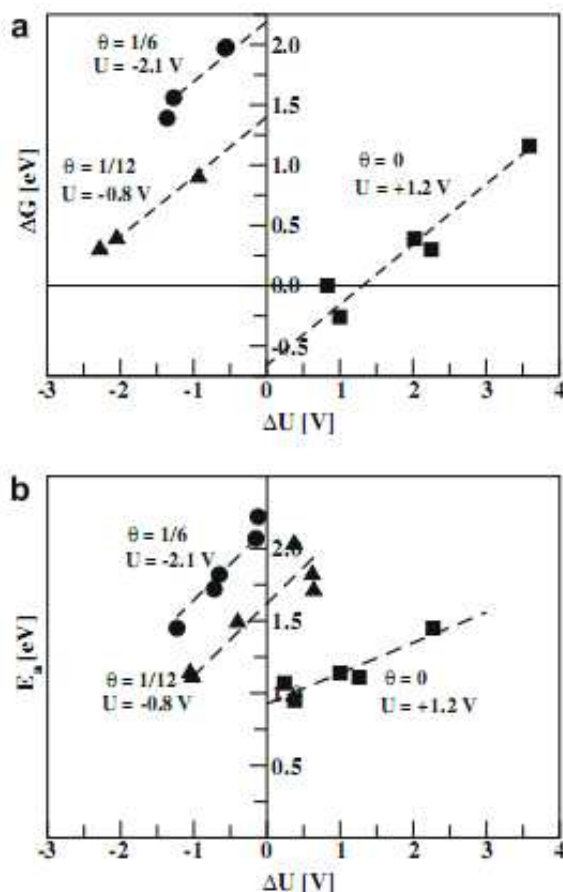 a
θ = 1/6
U = -2.1 V
θ = 1/12
U = -0.8 V
θ = 0
U = +1.2 V
ΔG [eV]
2.0
1.5
1.0
0.5
0.0
-0.5
-3 -2 -1 0 1 2 3 4
ΔU [V]
b
θ = 1/6
U = -2.1 V
θ = 1/12
U = -0.8 V
θ = 0
U = +1.2 V
Ea [eV]
2.0
1.5
0.5
-3 -2 -1 0 1 2 3 4
ΔU [V]